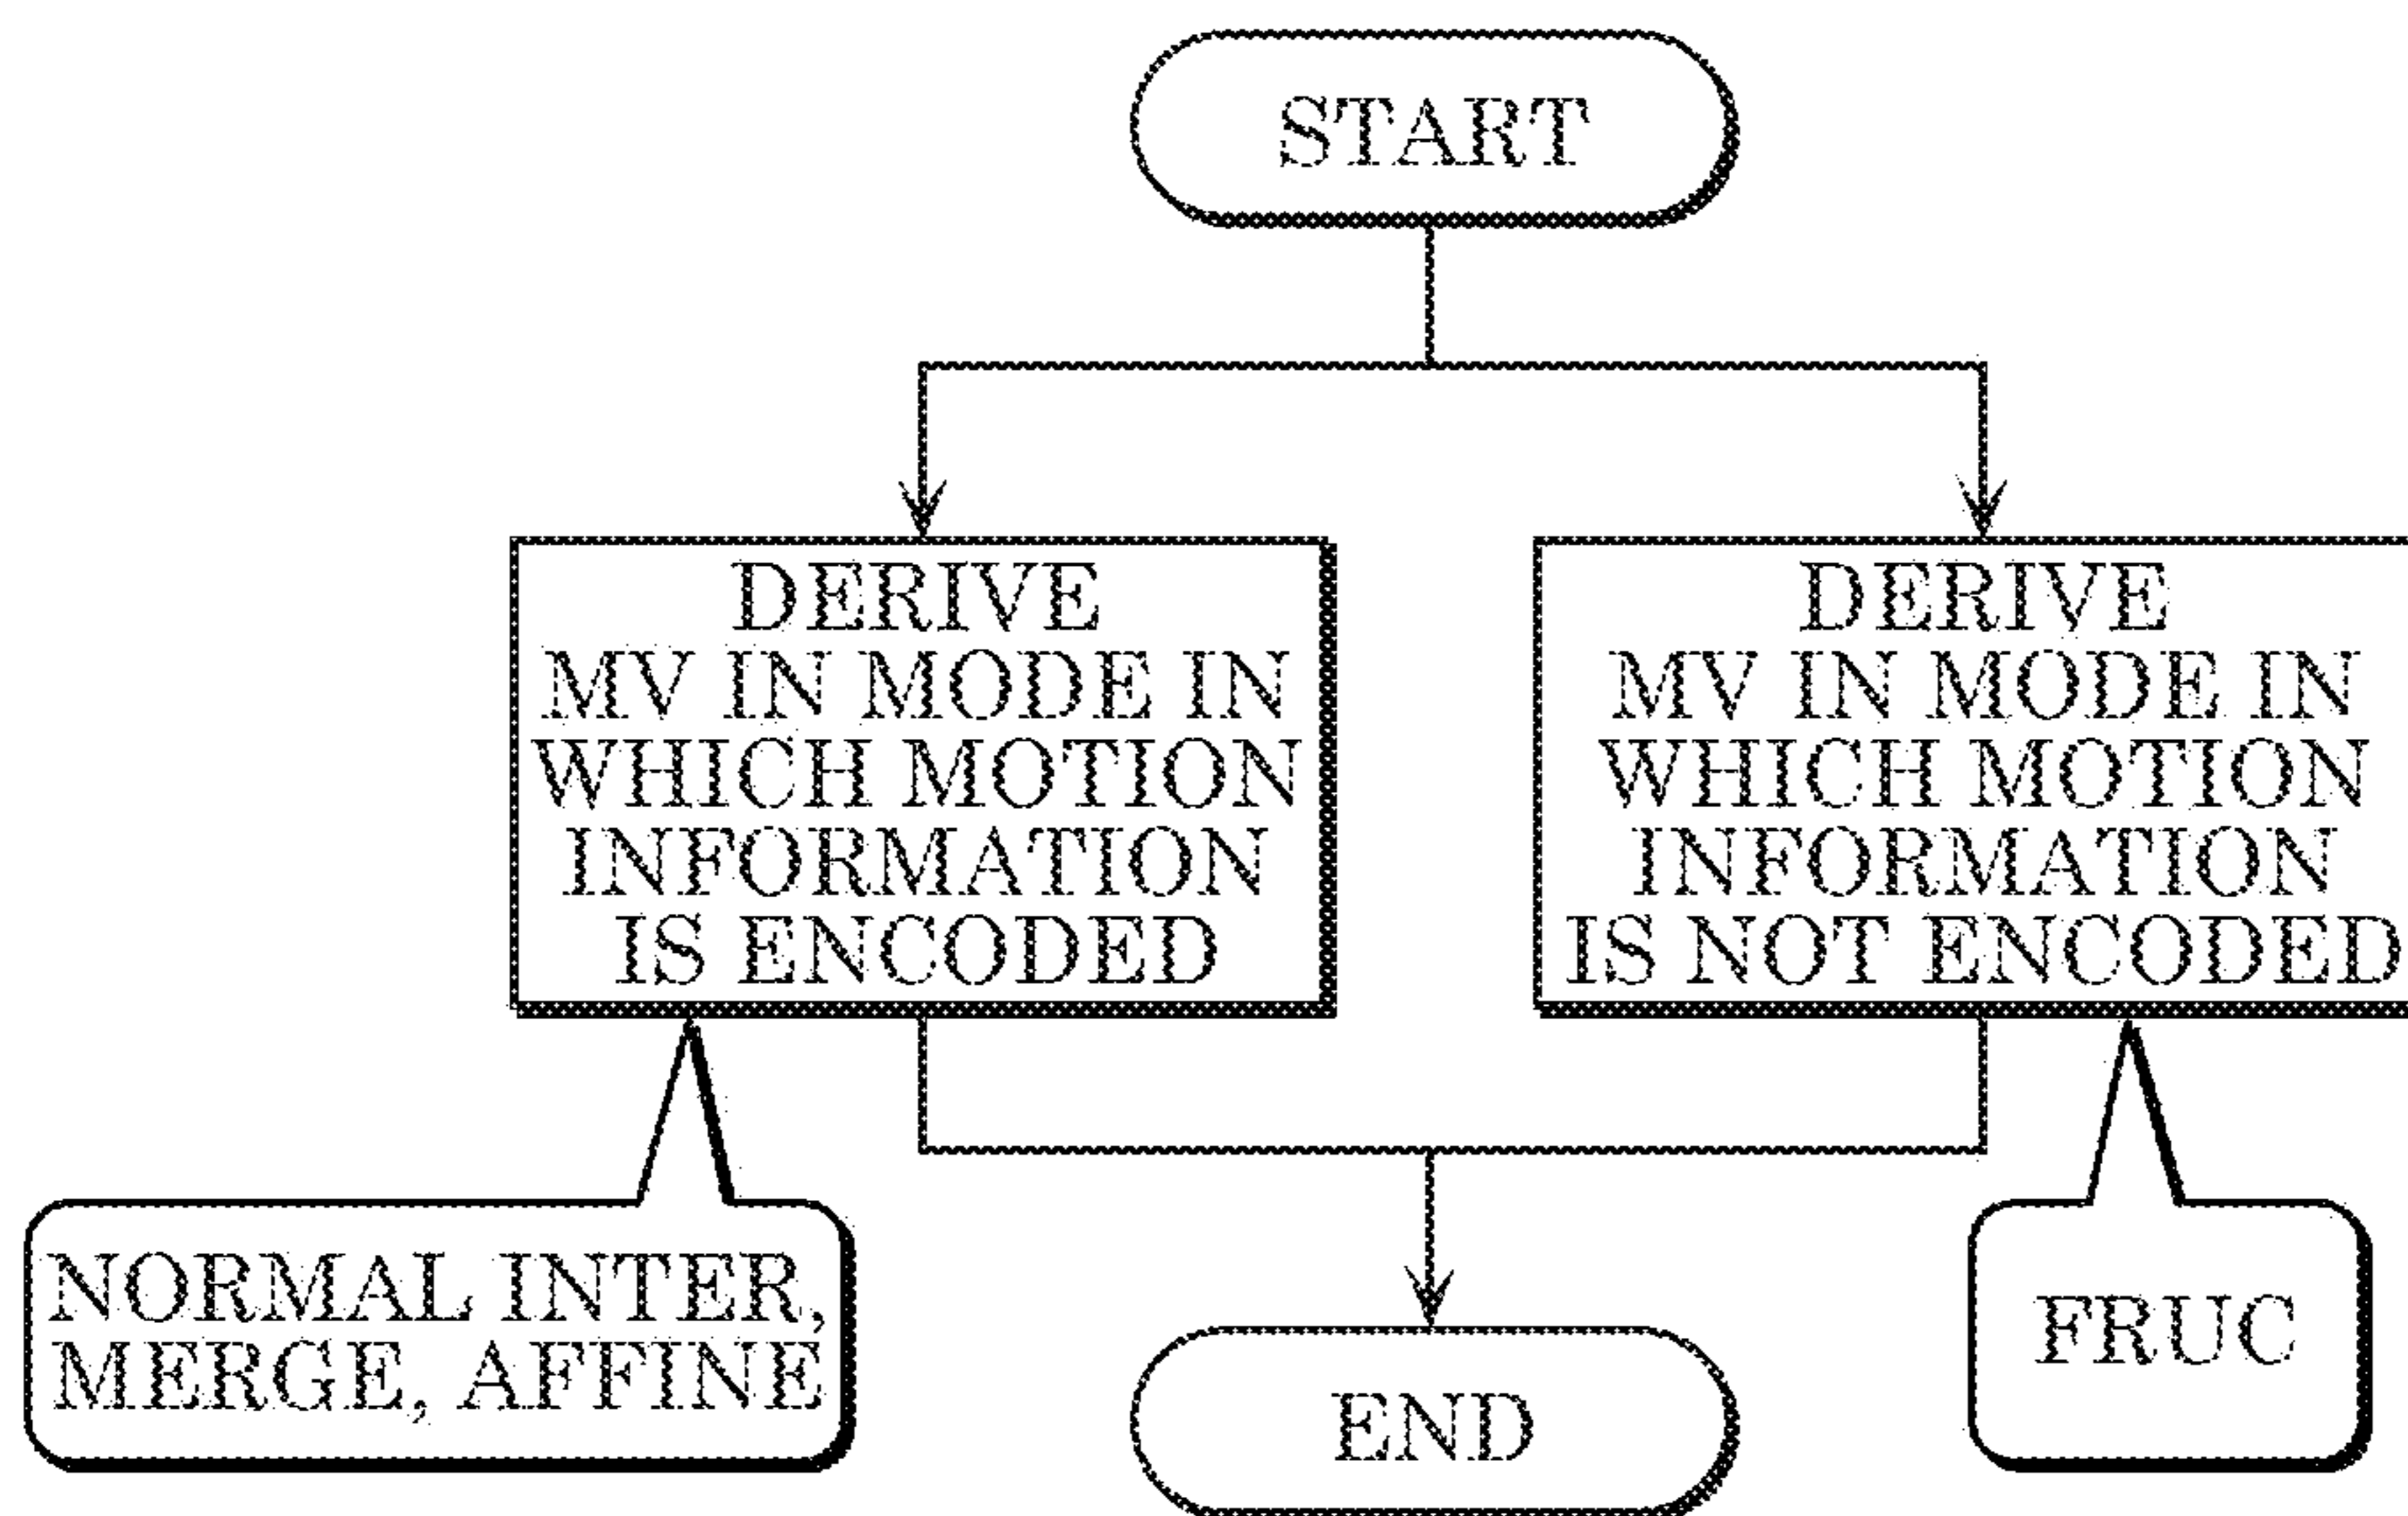 START
DERIVE
MV IN MODE IN
WHICH MOTION
INFORMATION
IS ENCODED
DERIVE
MV IN MODE IN
WHICH MOTION
INFORMATION
IS NOT ENCODED
NORMAL INTER,
MERGE, AFFINE
FRUC
END